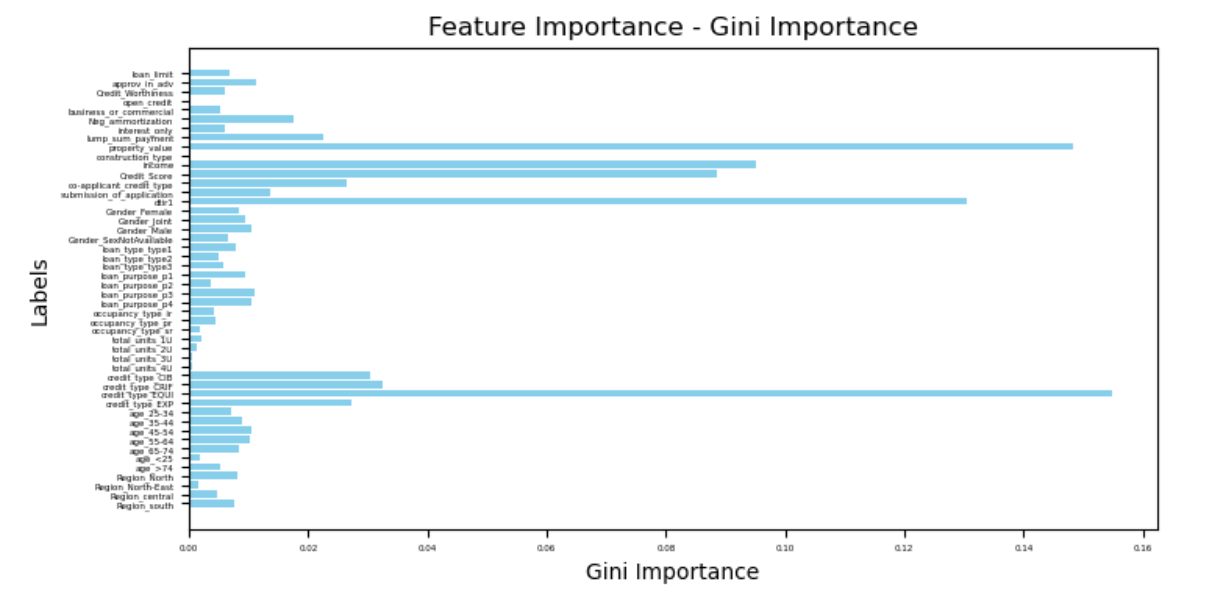 Feature Importance - Gini Importance
loan_limit
approv_in_adv
Credit_Worthiness
open_credit
business_or_commercial
Neg_ammortization
interest_only
lump_sum_payment
property_value
construction_type
income
Credit_Score
co-applicant_credit_type
submission_of_application
dtir1
Gender_Female
Gender_Joint
Gender_Male
Gender_SexNotAvailable
loan_type_type1
loan_type_type2
loan_type_type3
loan_purpose_p1
loan_purpose_p2
loan_purpose_p3
loan_purpose_p4
occupancy_type_ir
occupancy_type_pr
occupancy_type_sr
total_units_1U
total_units_2U
total_units_3U
total_units_4U
credit_type_CIB
credit_type_CRIF
credit_type_EQUI
credit_type_EXP
age_25-34
age_35-44
age_45-54
age_55-64
age_65-74
age_<25
age_>74
Region_North
Region_North-East
Region_central
Region_south
Labels
0.00 0.02 0.04 0.06 0.08 0.10 0.12 0.14 0.16
Gini Importance